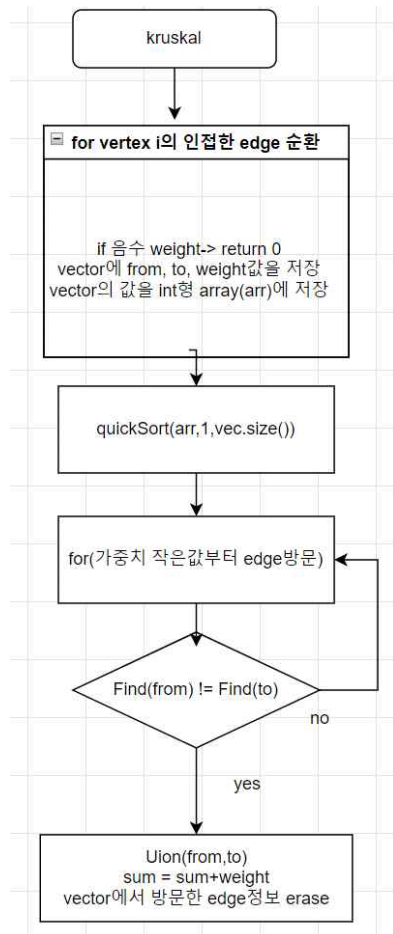 kruskal
for vertex i의 인접한 edge 순환
if 음수 weight-> return 0
vector에 from, to, weight값을 저장
vector의 값을 int형 array(arr)에 저장
quickSort(arr,1,vec.size())
for(가중치 작은값부터 edge방문)
Find(from) != Find(to)
no
yes
Uion(from,to)
sum = sum+weight
vector에서 방문한 edge정보 erase